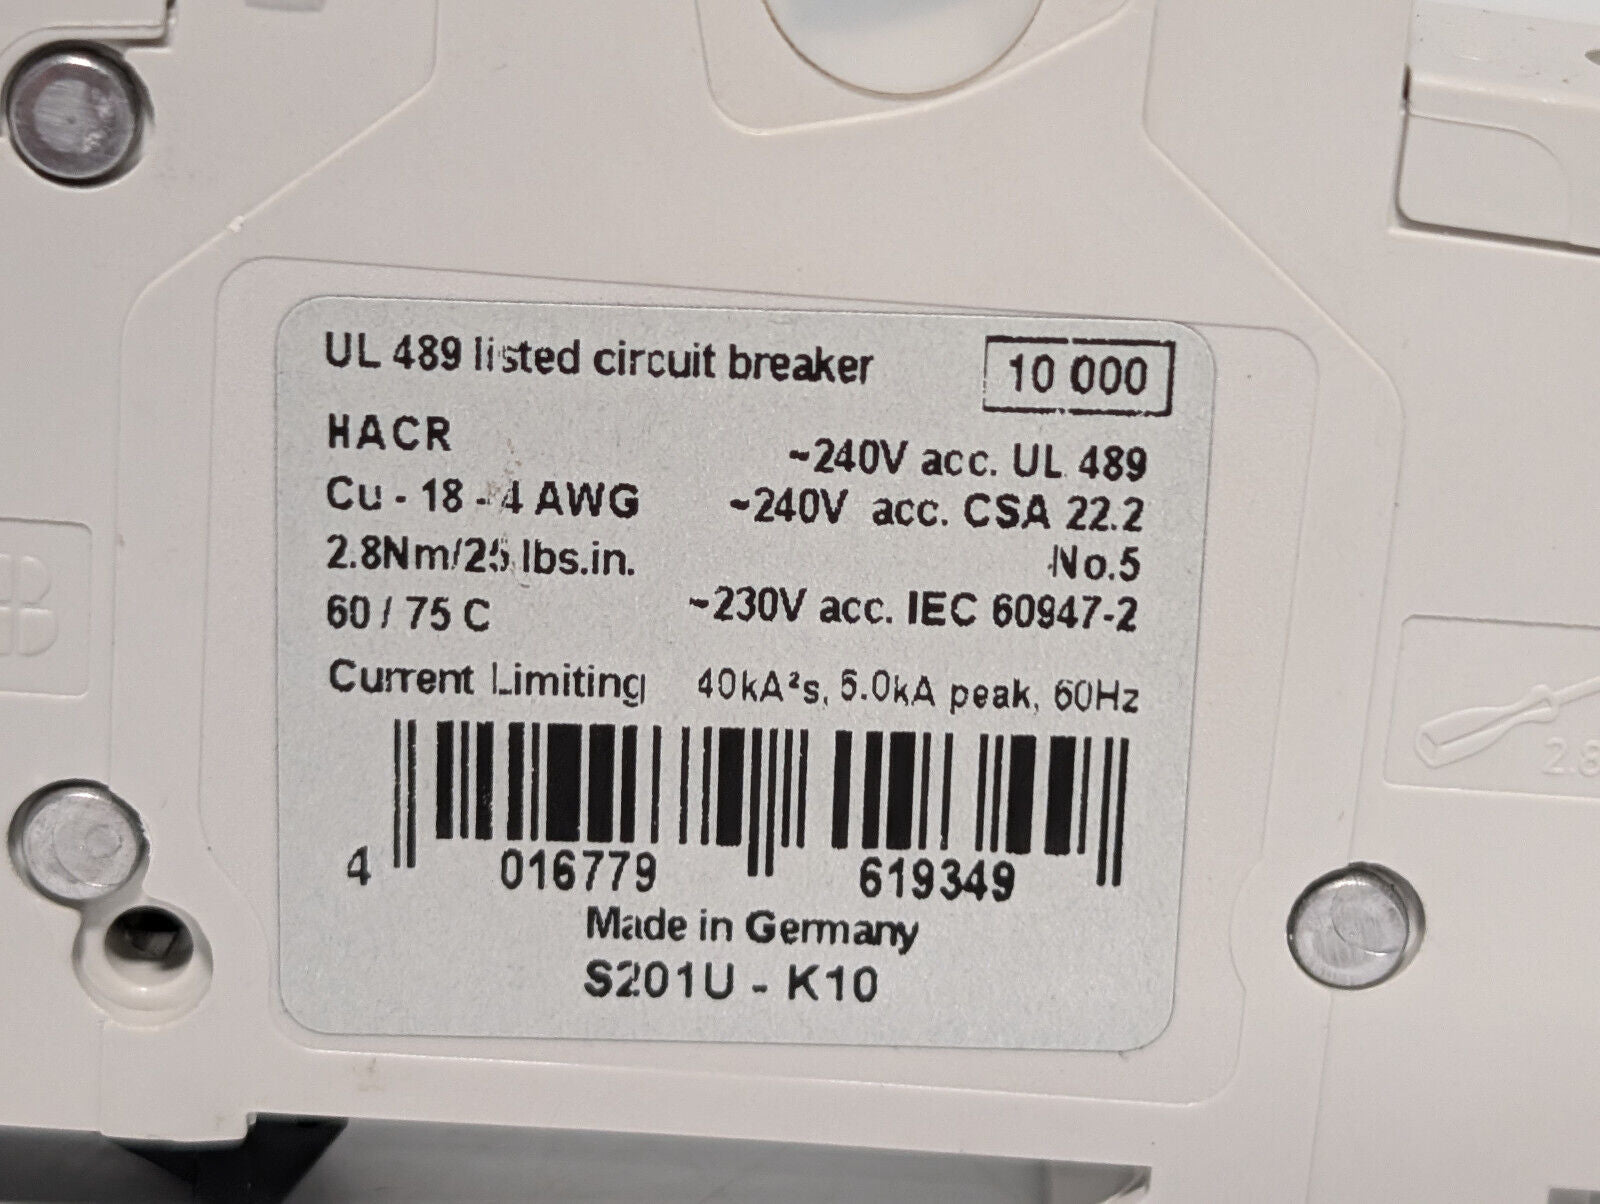 UL 489 listed circuit breaker
10 000
HACR
~240V acc. UL 489
Cu - 18 - 4 AWG
~240V acc. CSA 22.2
No.5
2.8Nm/25 lbs.in.
60 / 75 C
~230V acc. IEC 60947-2
Current Limiting 40kA²s, 5.0kA peak, 60Hz
4 016779 619349
Made in Germany
S201U - K10
2.8